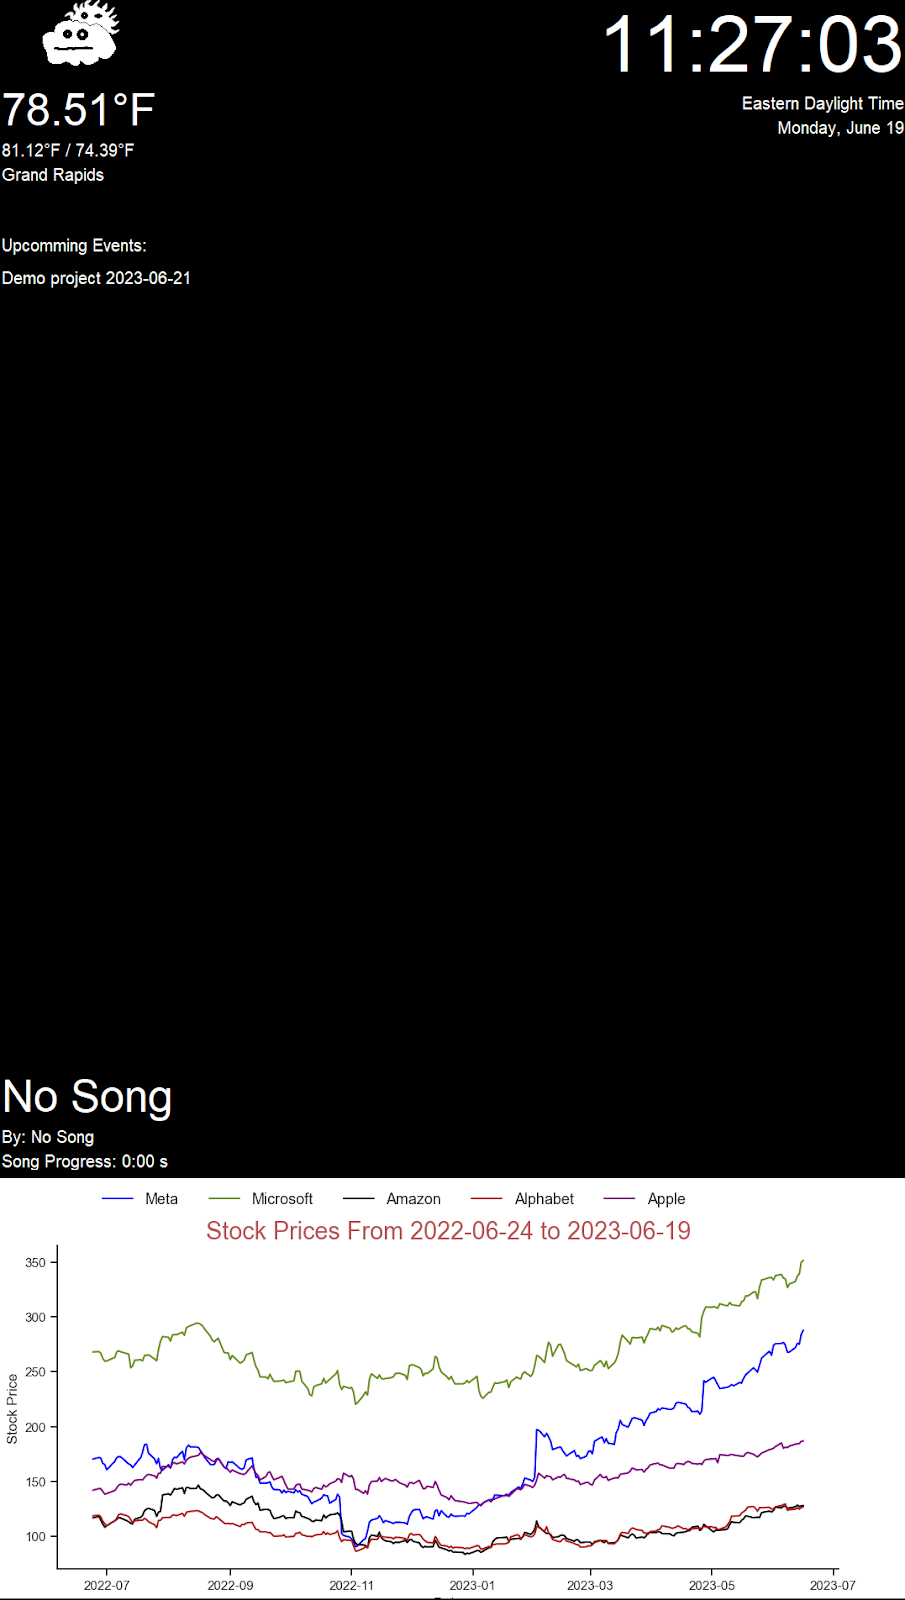 11:27:03
78.51°F
Eastern Daylight Time
Monday, June 19
81.12°F / 74.39°F
Grand Rapids
Upcomming Events:
Demo project 2023-06-21
No Song
By: No Song
Song Progress: 0:00 s
Meta Microsoft Amazon Alphabet Apple
Stock Prices From 2022-06-24 to 2023-06-19
Stock Price
350
300
250
200
150
100
2022-07 2022-09 2022-11 2023-01 2023-03 2023-05 2023-07